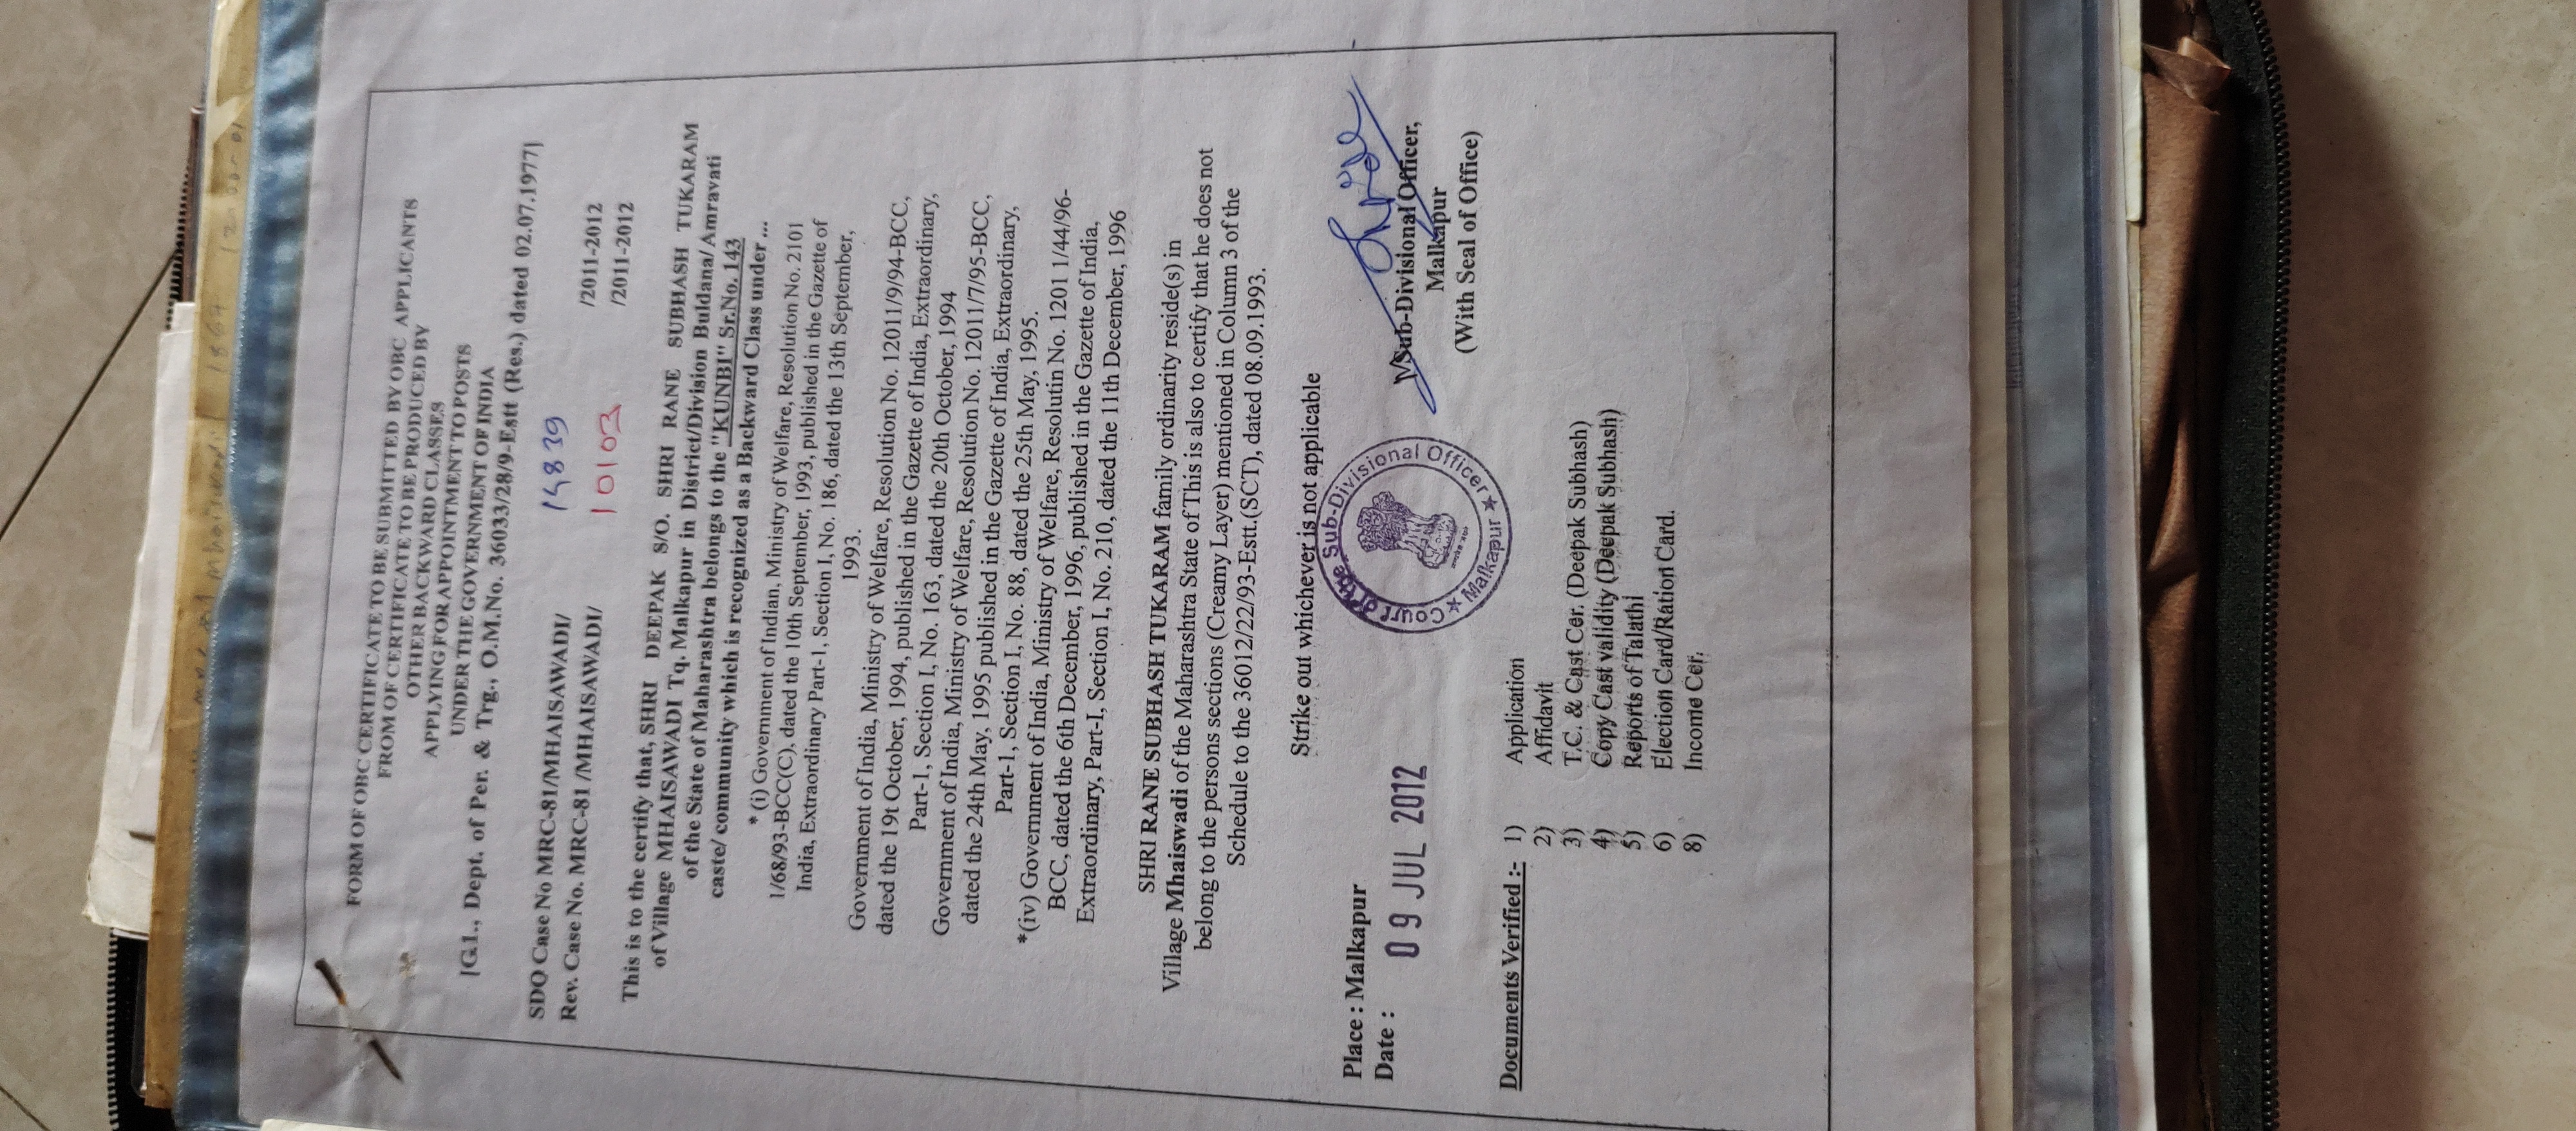 FORM OF OBC CERTIFICATE TO BE SUBMITTED BY OBC APPLICANTS
FROM OF CERTIFICATE TO BE PRODUCED BY
OTHER BACKWARD CLASSES
APPLYING FOR APPOINTMENT TO POSTS
UNDER THE GOVERNMENT OF INDIA
[G.I., Dept. of Per. & Trg., O.M.No. 36033/28/9-Estt (Res.) dated 02.07.1977]
SDO Case No MRC-81/MHAISAWADI/ 14839 /2011-2012
Rev. Case No. MRC-81 /MHAISAWADI/ 10103 /2011-2012
This is to the certify that, SHRI DEEPAK S/O. SHRI RANE SUBHASH TUKARAM
of Village MHAISAWADI Tq. Malkapur in District/Division Buldana/ Amravati
of the State of Maharashtra belongs to the "KUNBI" Sr.No. 143
caste/ community which is recognized as a Backward Class under ...
* (i) Government of Indian, Ministry of Welfare, Resolution No. 2101
1/68/93-BCC(C), dated the 10th September, 1993, published in the Gazette of
India, Extraordinary Part-1, Section I, No. 186, dated the 13th September,
1993.
Government of India, Ministry of Welfare, Resolution No. 12011/9/94-BCC,
dated the 19t October, 1994, published in the Gazette of India, Extraordinary,
Part-1, Section I, No. 163, dated the 20th October, 1994
Government of India, Ministry of Welfare, Resolution No. 12011/7/95-BCC,
dated the 24th May, 1995 published in the Gazette of India, Extraordinary,
Part-1, Section I, No. 88, dated the 25th May, 1995.
*(iv) Government of India, Ministry of Welfare, Resolutin No. 1201 1/44/96-
BCC, dated the 6th December, 1996, published in the Gazette of India,
Extraordinary, Part-I, Section I, No. 210, dated the 11th December, 1996
SHRI RANE SUBHASH TUKARAM family ordinarity reside(s) in
Village Mhaiswadi of the Maharashtra State of This is also to certify that he does not
belong to the persons sections (Creamy Layer) mentioned in Column 3 of the
Schedule to the 36012/22/93-Estt.(SCT), dated 08.09.1993.
Strike out whichever is not applicable
Place : Malkapur
Date : 09 JUL 2012
Court of the Sub-Divisional Officer
Malkapur
Sub-Divisional Officer,
Malkapur
(With Seal of Office)
Documents Verified :- 1) Application
2) Affidavit
3) T.C. & Cast Cer. (Deepak Subhash)
4) Copy Cast validity (Deepak Subhash)
5) Reports of Talathi
6) Election Card/Ration Card.
8) Income Cer.